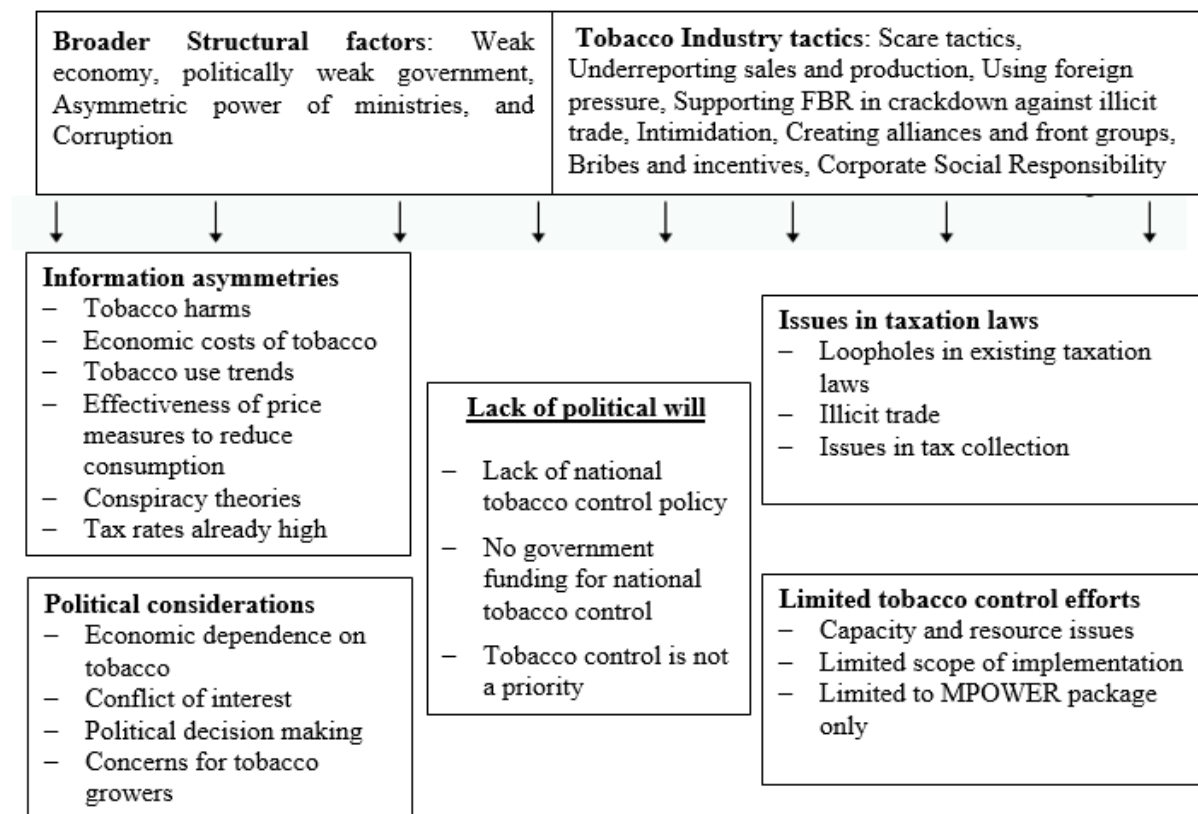 Broader Structural factors: Weak
economy, politically weak government,
Asymmetric power of ministries, and
Corruption
Tobacco Industry tactics: Scare tactics,
Underreporting sales and production, Using foreign
pressure, Supporting FBR in crackdown against illicit
trade, Intimidation, Creating alliances and front groups,
Bribes and incentives, Corporate Social Responsibility
Information asymmetries
– Tobacco harms
– Economic costs of tobacco
– Tobacco use trends
– Effectiveness of price
measures to reduce
consumption
– Conspiracy theories
– Tax rates already high
Political considerations
– Economic dependence on
tobacco
– Conflict of interest
– Political decision making
– Concerns for tobacco
growers
Lack of political will
– Lack of national
tobacco control policy
– No government
funding for national
tobacco control
– Tobacco control is not
a priority
Issues in taxation laws
– Loopholes in existing taxation
laws
– Illicit trade
– Issues in tax collection
Limited tobacco control efforts
– Capacity and resource issues
– Limited scope of implementation
– Limited to MPOWER package
only